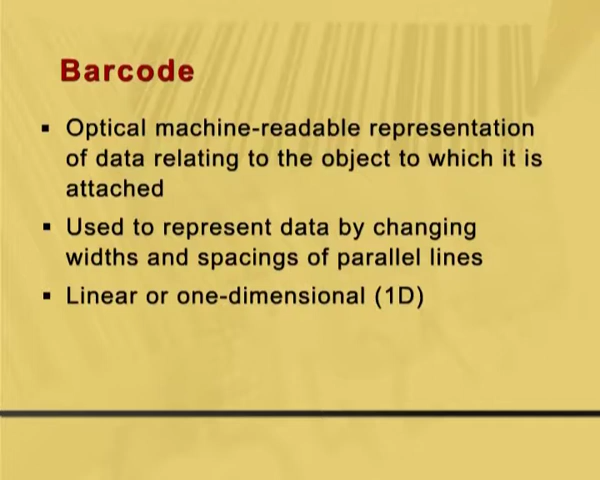 Barcode
▪ Optical machine-readable representation
of data relating to the object to which it is
attached
▪ Used to represent data by changing
widths and spacings of parallel lines
▪ Linear or one-dimensional (1D)